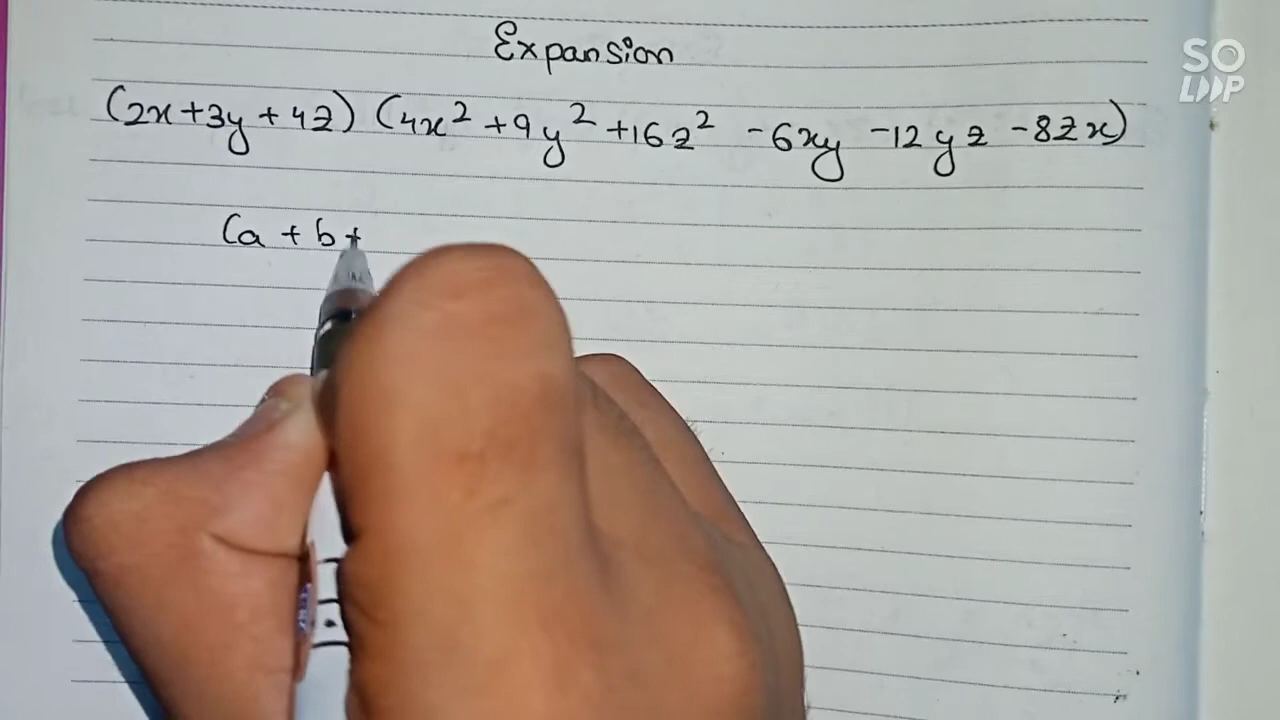 Expansion
(2x+3y+4z) (4x² +9y² +16z² -6xy -12yz -8zx)
(a + b+
SO
LOOP